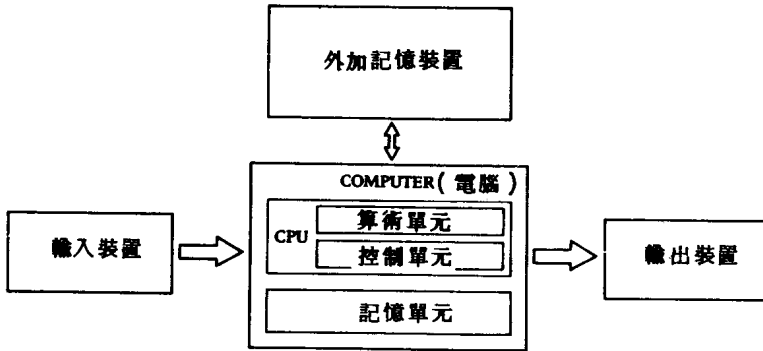 外加記憶裝置
COMPUTER(電腦)
CPU
算術單元
控制單元
記憶單元
輸入裝置
輸出裝置